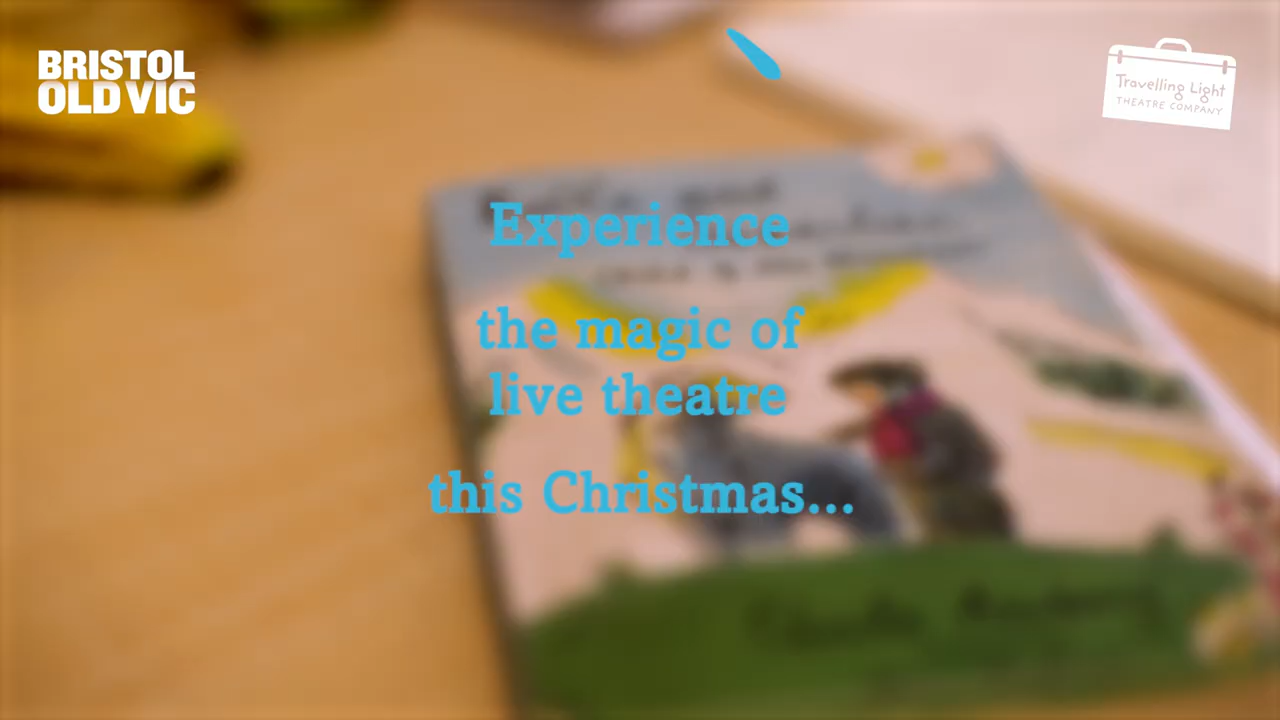 BRISTOL
OLD VIC
Travelling Light
THEATRE COMPANY
Experience
the magic of
live theatre
this Christmas...